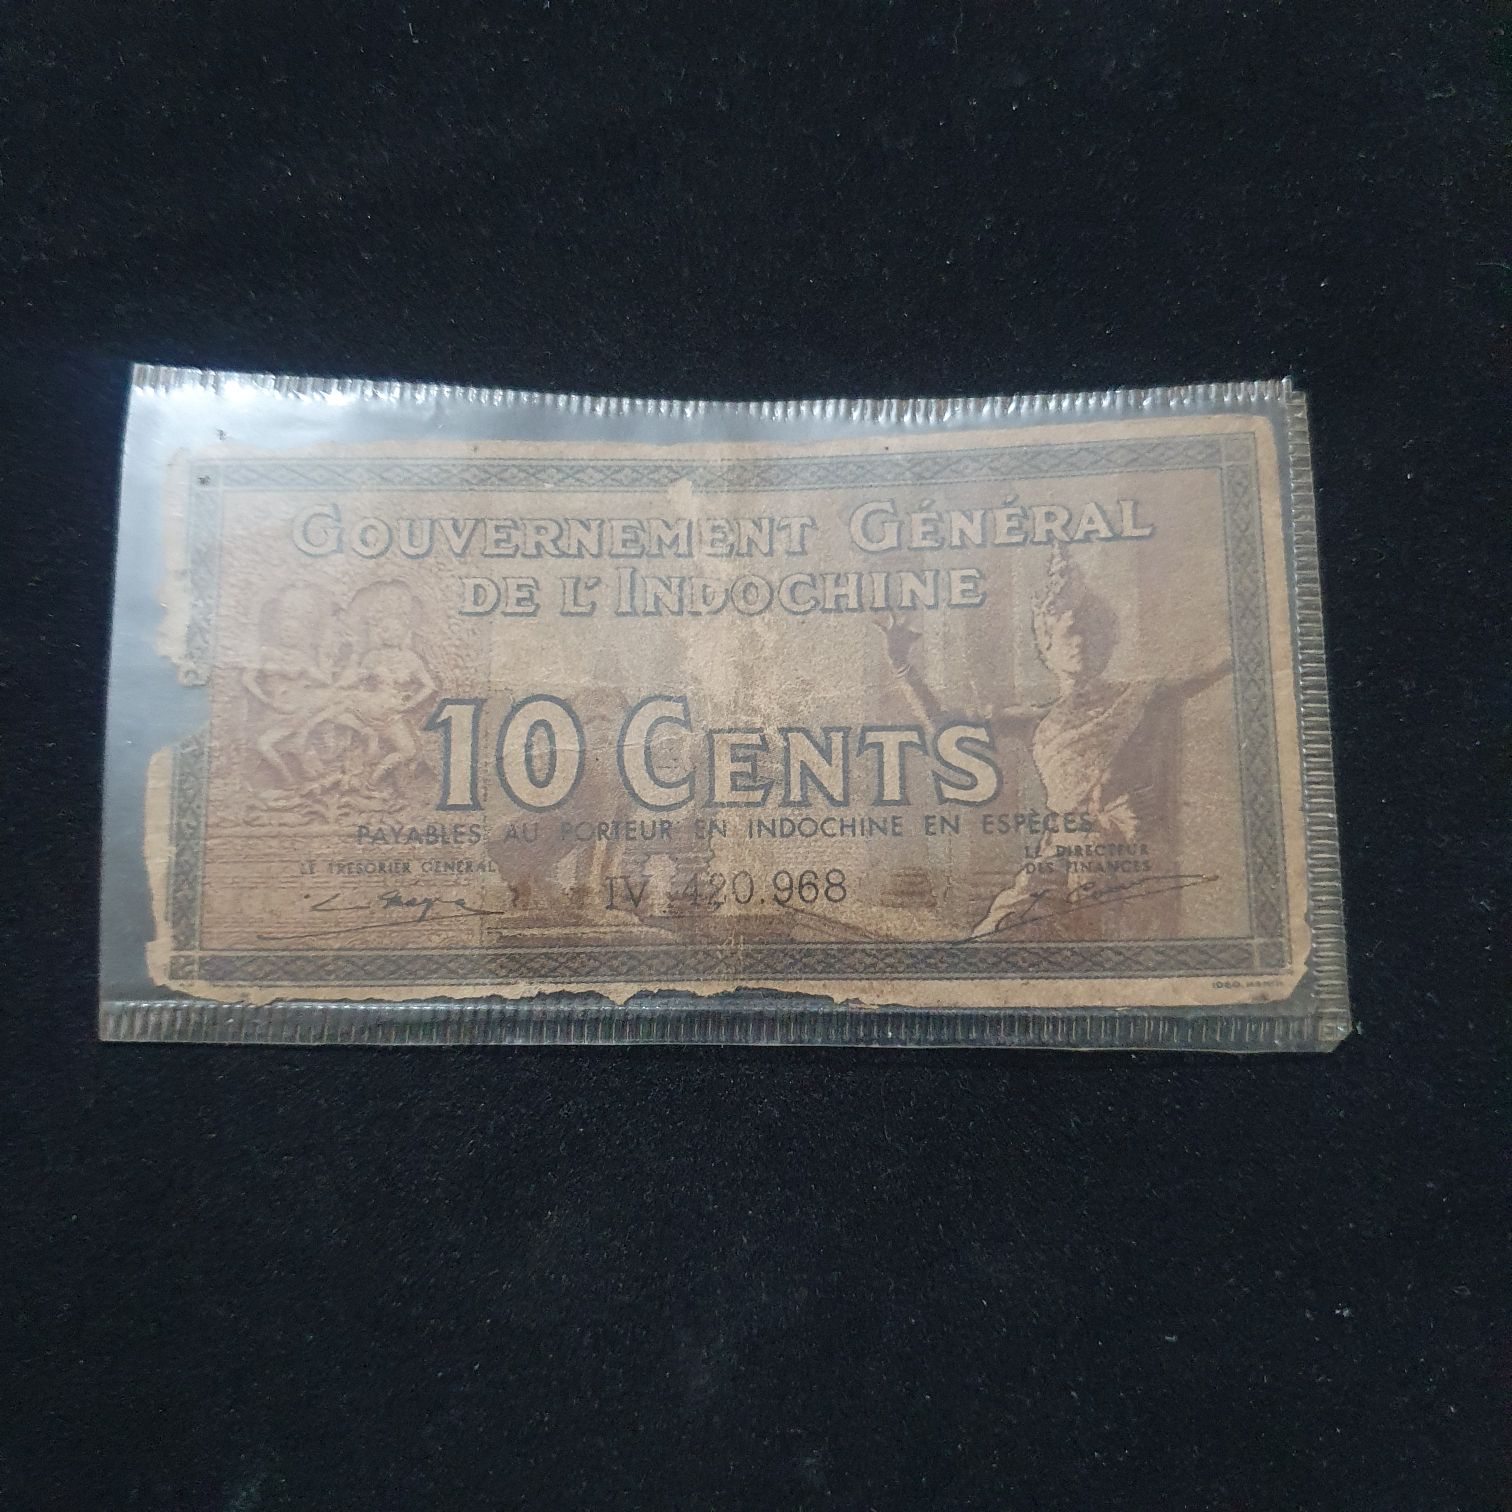 GOUVERNEMENT GÉNÉRAL
DE L'INDOCHINE
10 CENTS
PAYABLES AU PORTEUR EN INDOCHINE EN ESPÈCES
LE TRÉSORIER GÉNÉRAL
LE DIRECTEUR
DES FINANCES
IV 420.968